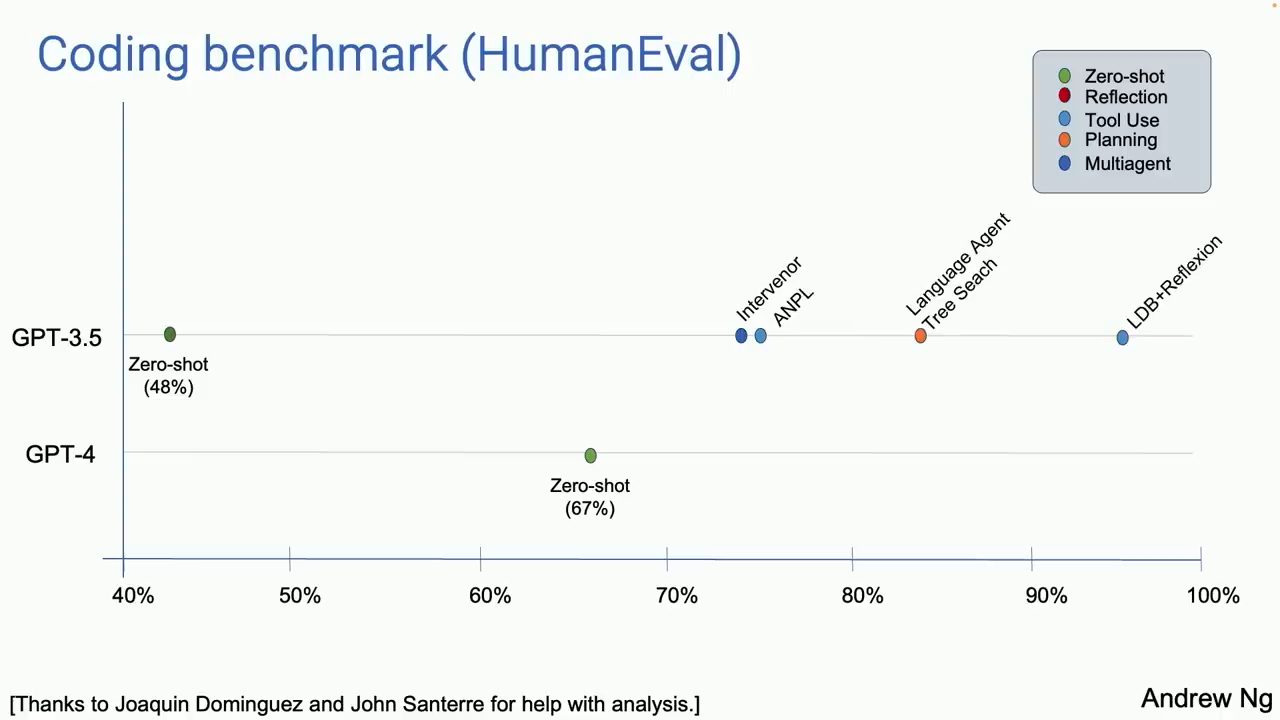 Coding benchmark (HumanEval)
Zero-shot
Reflection
Tool Use
Planning
Multiagent
Intervenor
ANPL
Language Agent
Tree Seach
LDB+Reflexion
GPT-3.5
Zero-shot
(48%)
GPT-4
Zero-shot
(67%)
40%
50%
60%
70%
80%
90%
100%
[Thanks to Joaquin Dominguez and John Santerre for help with analysis.]
Andrew Ng